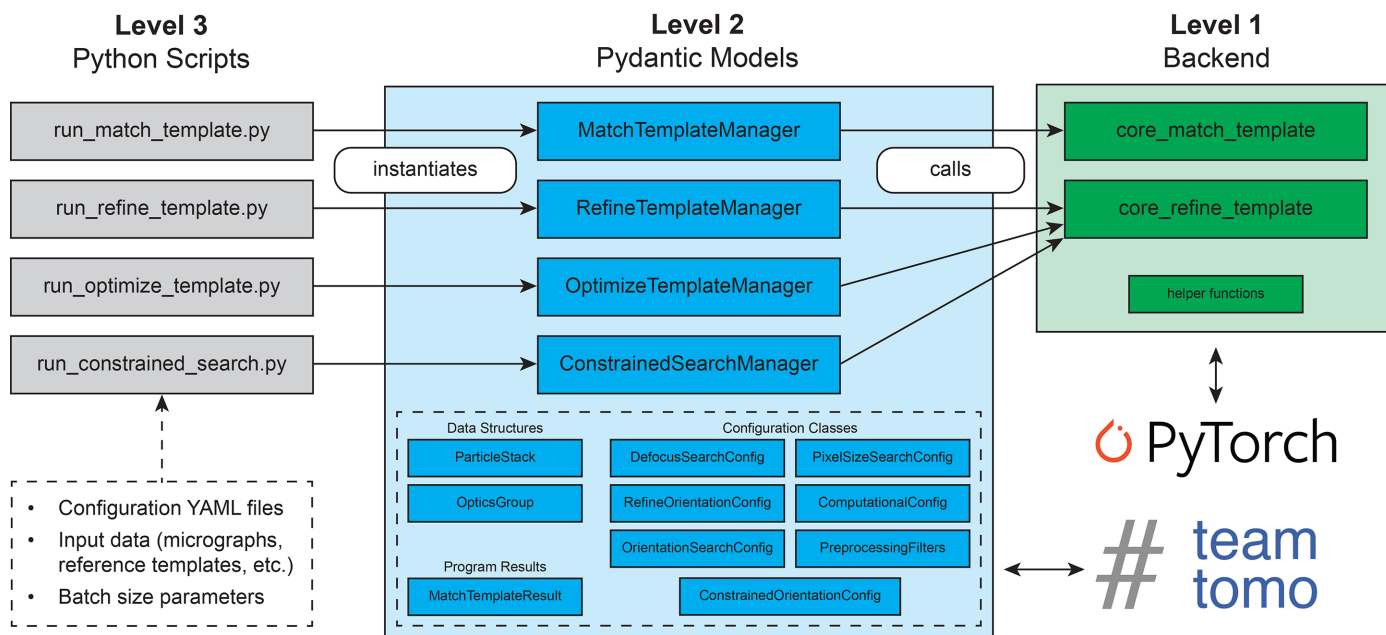 Level 3
Python Scripts
Level 2
Pydantic Models
Level 1
Backend
run_match_template.py
run_refine_template.py
run_optimize_template.py
run_constrained_search.py
instantiates
MatchTemplateManager
RefineTemplateManager
OptimizeTemplateManager
ConstrainedSearchManager
calls
core_match_template
core_refine_template
helper functions
• Configuration YAML files
• Input data (micrographs,
reference templates, etc.)
• Batch size parameters
Data Structures
ParticleStack
OpticsGroup
Program Results
MatchTemplateResult
Configuration Classes
DefocusSearchConfig
PixelSizeSearchConfig
RefineOrientationConfig
ComputationalConfig
OrientationSearchConfig
PreprocessingFilters
ConstrainedOrientationConfig
PyTorch
# team
tomo